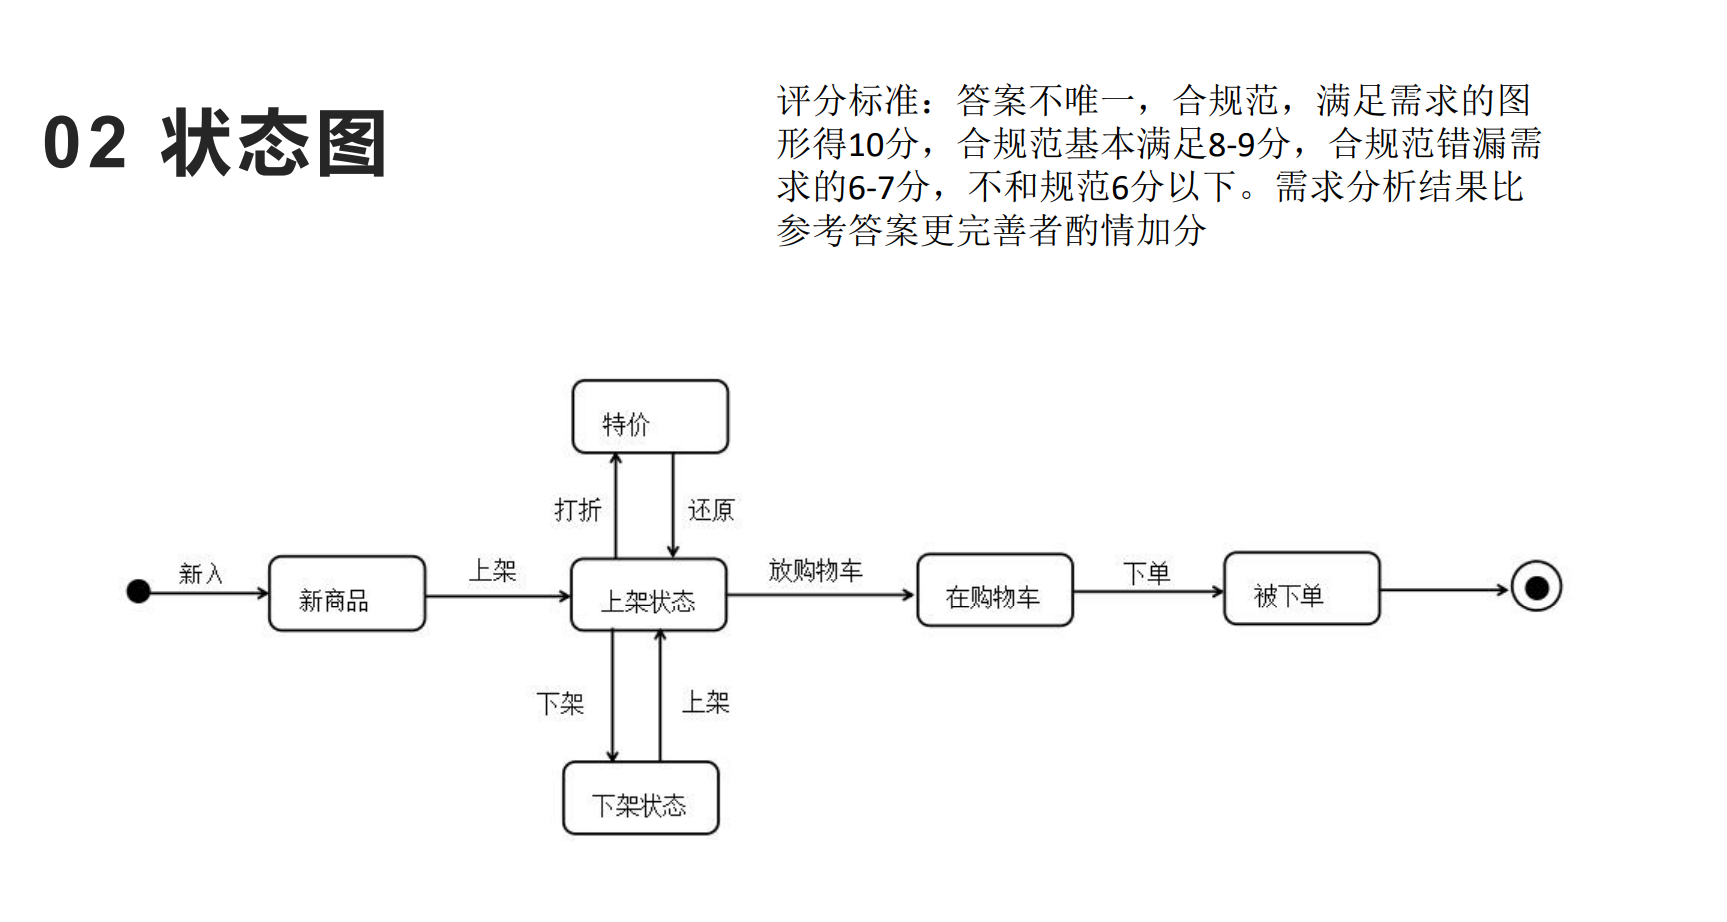 02 状态图
评分标准：答案不唯一，合规范，满足需求的图
形得10分，合规范基本满足8-9分，合规范错漏需
求的6-7分，不和规范6分以下。需求分析结果比
参考答案更完善者酌情加分
特价
打折
还原
新入
新商品
上架
上架状态
放购物车
在购物车
下单
被下单
下架
上架
下架状态